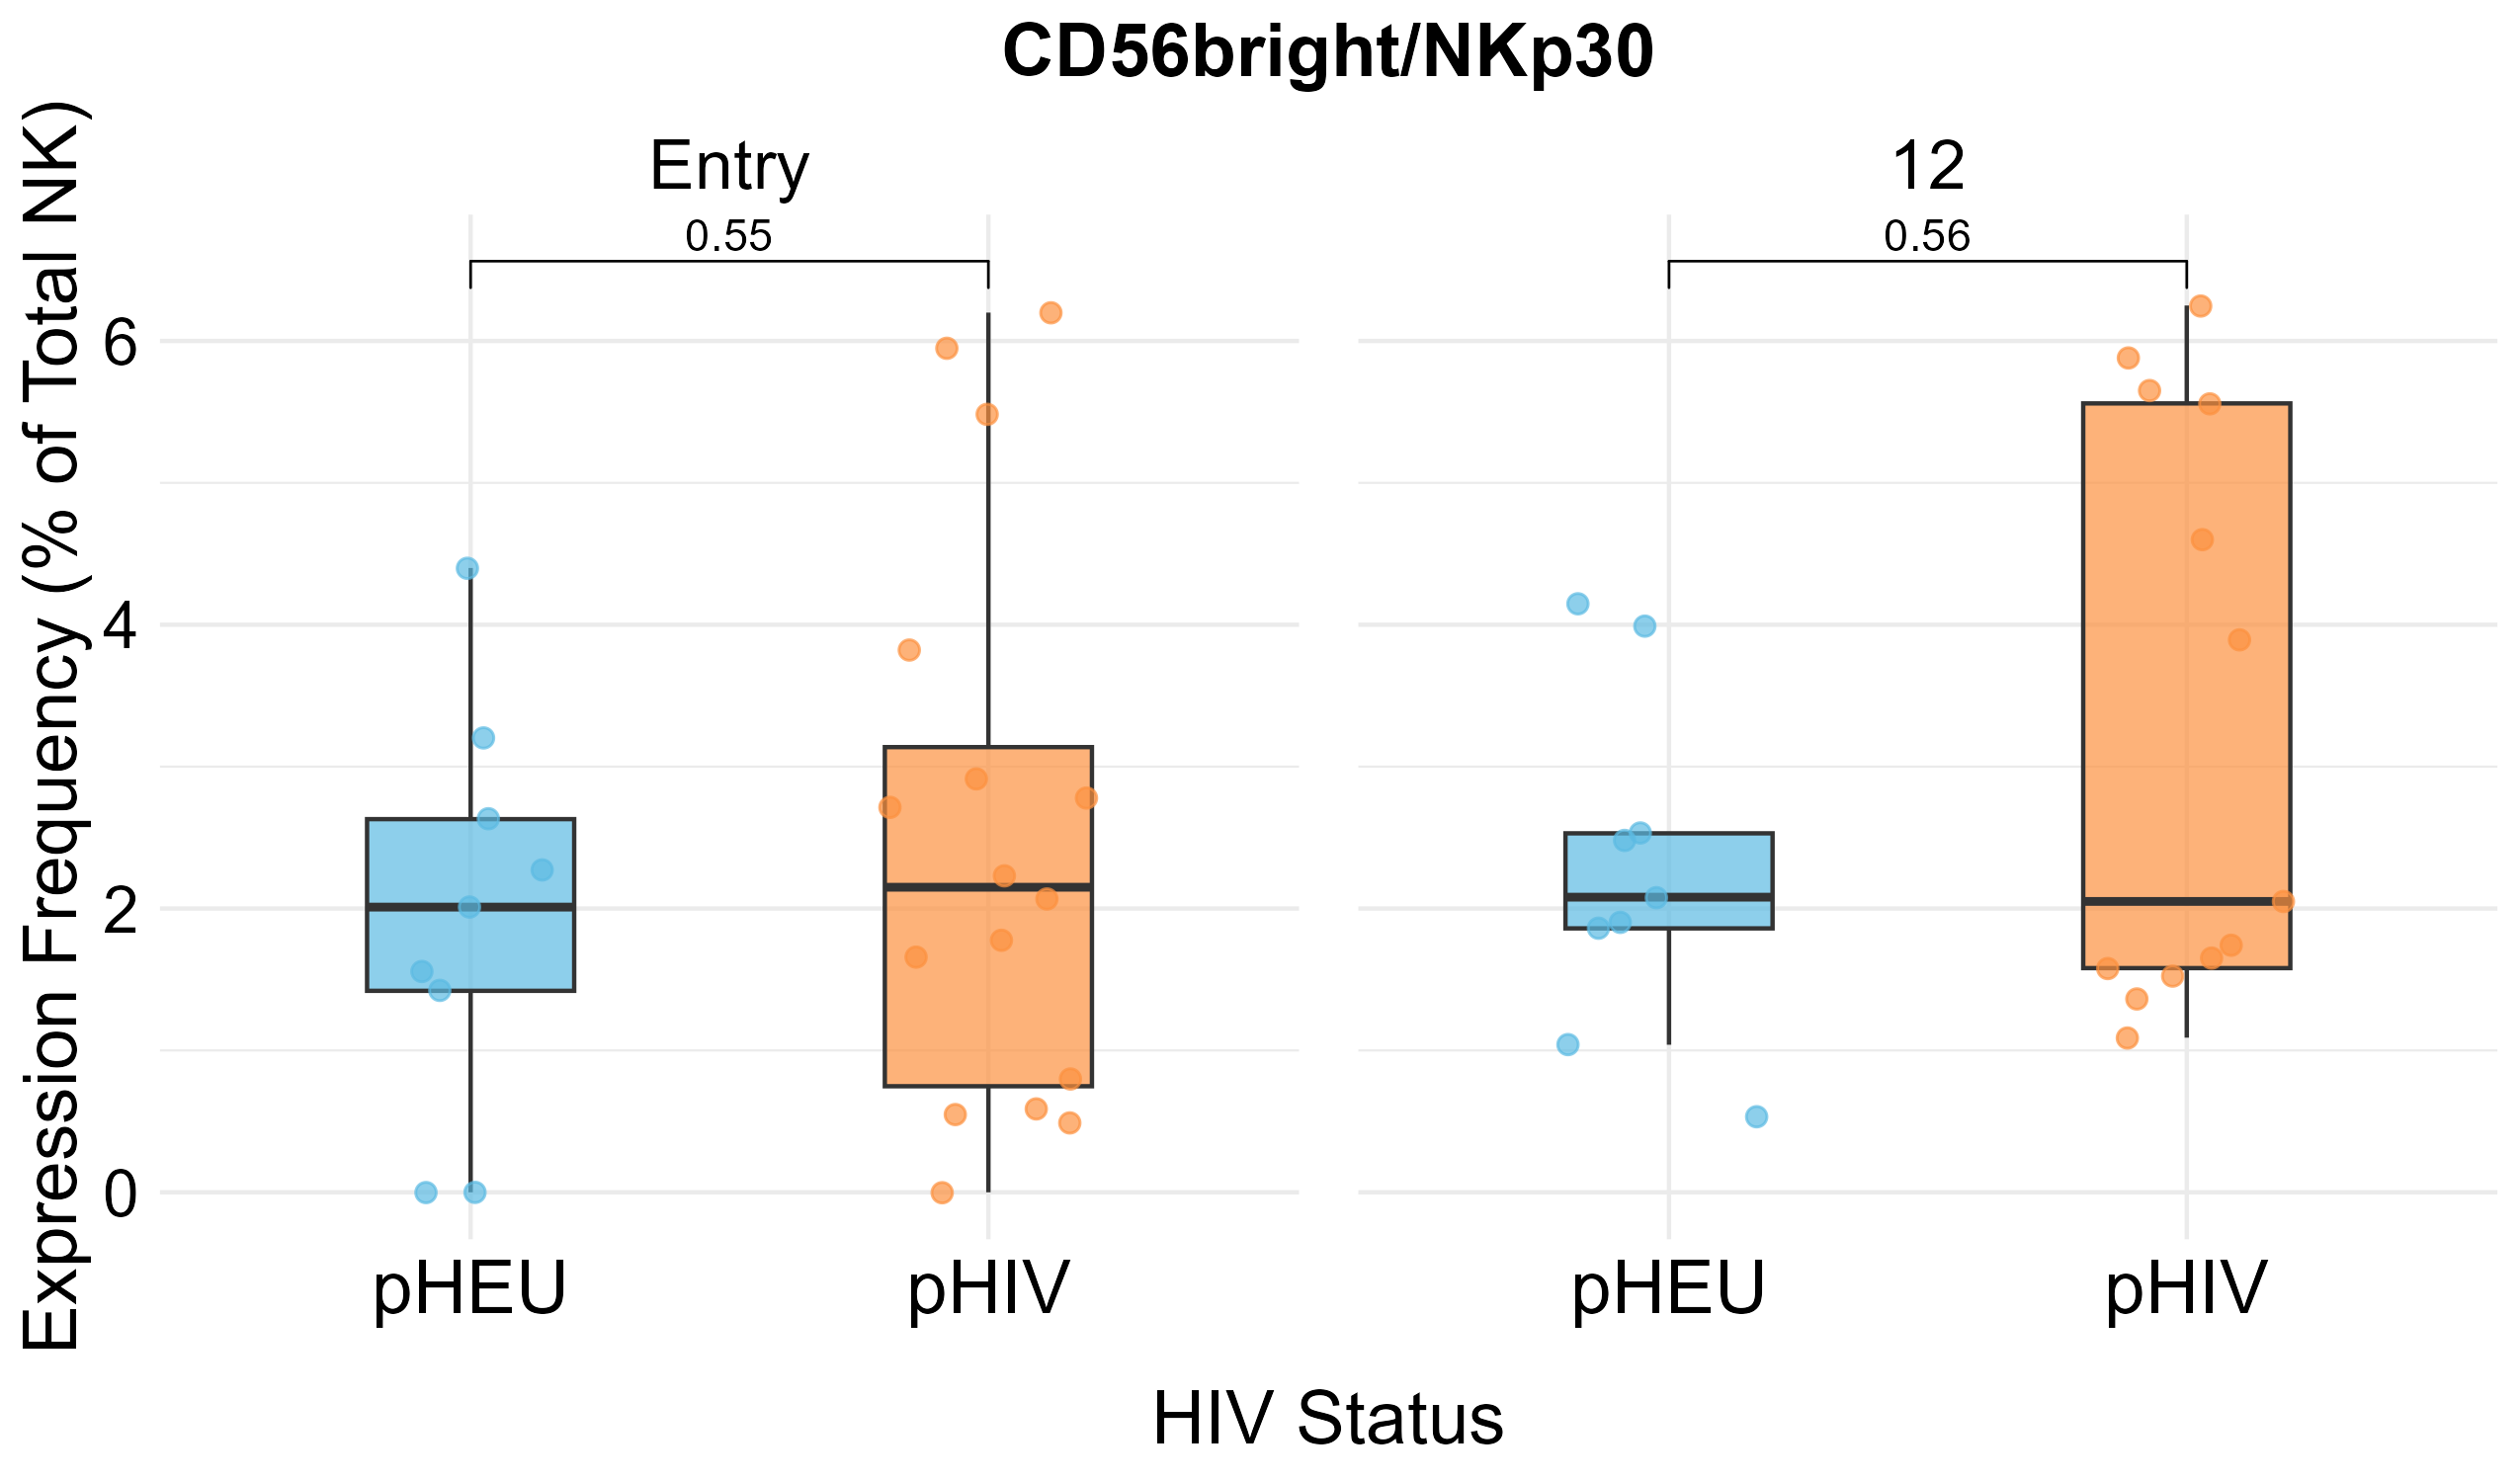 CD56bright/NKp30
Expression Frequency (% of Total NK)
Entry
12
0.55
0.56
6
4
2
0
pHEU
pHIV
pHEU
pHIV
HIV Status